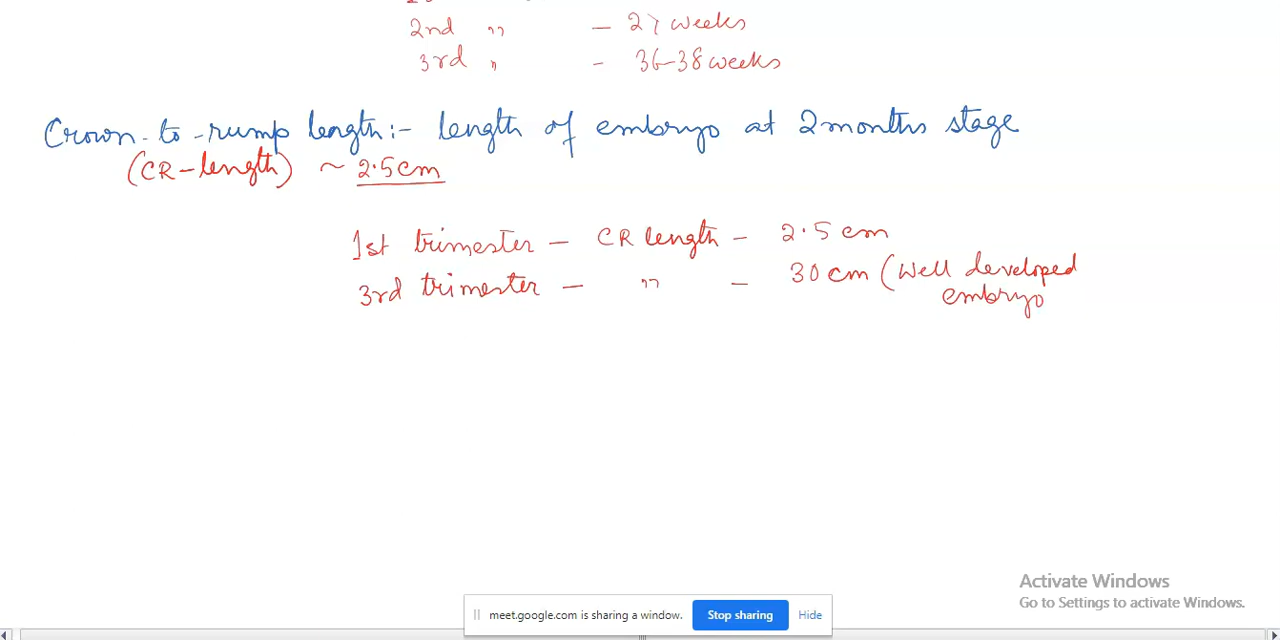 2nd " — 27 weeks
3rd " - 36-38 weeks
Crown-to-rump length:- length of embryo at 2 months stage
(CR-length) ~ 2.5cm
1st trimester — CR length - 2.5 cm
3rd trimester — " - 30 cm (Well developed
embryo
Activate Windows
Go to Settings to activate Windows.
meet.google.com is sharing a window. Stop sharing Hide